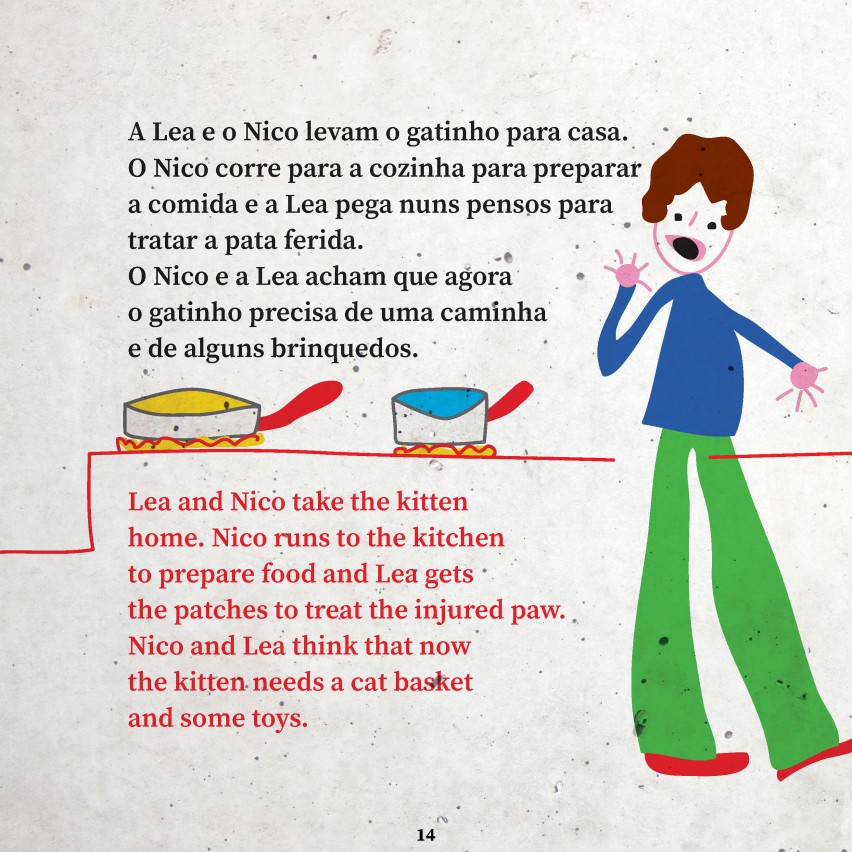 A Lea e o Nico levam o gatinho para casa.
O Nico corre para a cozinha para preparar
a comida e a Lea pega nuns pensos para
tratar a pata ferida.
O Nico e a Lea acham que agora
o gatinho precisa de uma caminha
e de alguns brinquedos.
Lea and Nico take the kitten
home. Nico runs to the kitchen
to prepare food and Lea gets
the patches to treat the injured paw.
Nico and Lea think that now
the kitten needs a cat basket
and some toys.
14